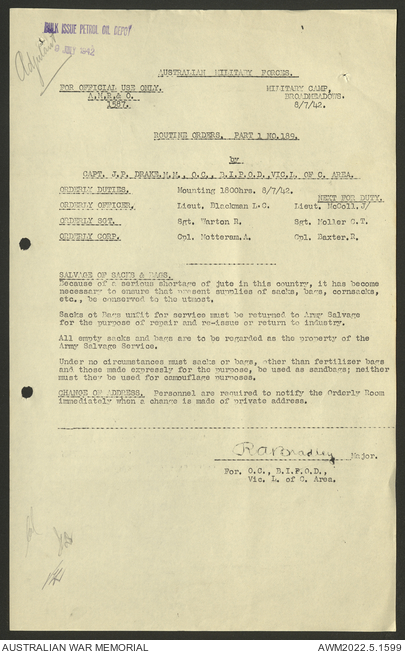 BULK ISSUE PETROL OIL DEPOT
JULY 1942
Adjutant
AUSTRALIAN MILITARY FORCES.
FOR OFFICIAL USE ONLY. MILITARY CAMP,
A.M.R.& O. BROADMEADOWS.
1587. 8/7/42.
ROUTINE ORDERS. PART 1 NO.189.
by
CAPT. J.P. DRAKE,M.M., O.C., B.I.P.O.D.,VIC.L. OF C. AREA.
ORDERLY DUTIES. Mounting 1800hrs. 8/7/42.
NEXT FOR DUTY.
ORDERLY OFFICER. Lieut. Blackman L.C. Lieut. McColl.J/
ORDERLY SGT. Sgt. Warton R. Sgt. Moller C.T.
ORDERLY CORP. Cpl. Motteram.A. Cpl. Baxter.R.
SALVAGE OF SACKS & BAGS.
Because of a serious shortage of jute in this country, it has become
necessary to ensure that present supplies of sacks, bags, cornsacks,
etc., be conserved to the utmost.
Sacks ot Bags unfit for service must be returned to Army Salvage
for the purpose of repair and re-issue or return to industry.
All empty sacks and bags are to be regarded as the property of the
Army Salvage Service.
Under no circumstances must sacks or bags, other than fertilizer bags
and those made expressly for the purpose, be used as sandbags; neither
must they be used for camouflage purposes.
CHANGE OF ADDRESS. Personnel are required to notify the Orderly Room
immediately when a change is made of private address.
RABradley Major.
For. O.C., B.I.P.O.D.,
Vic. L. of C. Area.
AUSTRALIAN WAR MEMORIAL AWM2022.5.1599